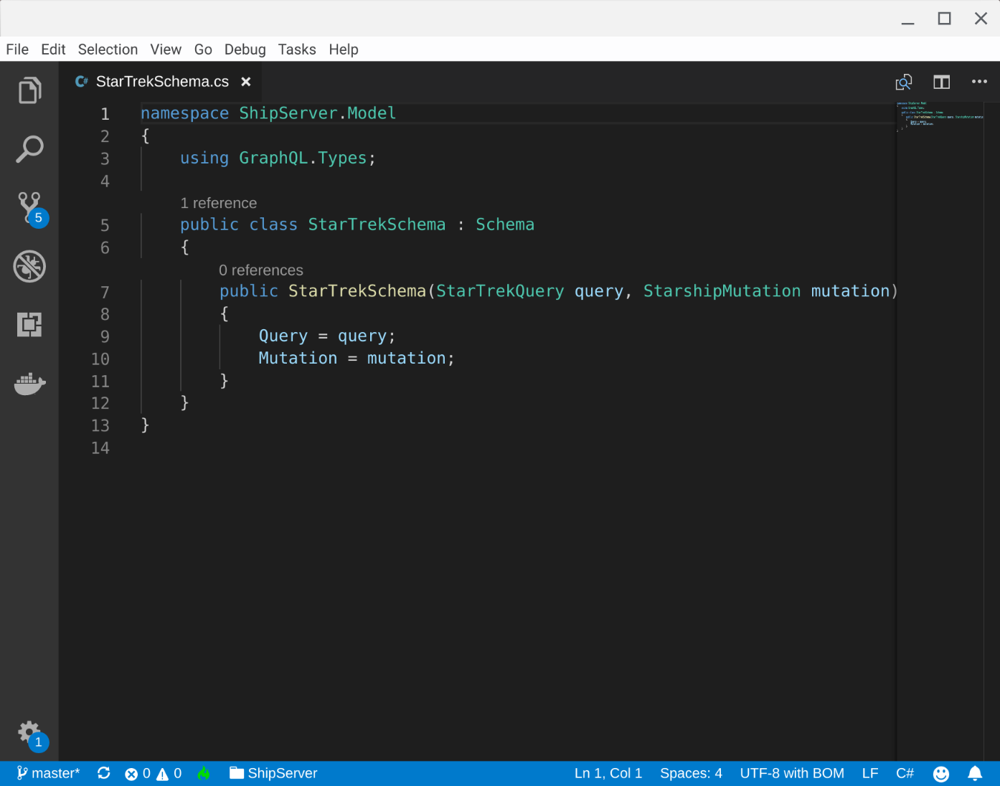 File Edit Selection View Go Debug Tasks Help
StarTrekSchema.cs
1 namespace ShipServer.Model
2 {
3     using GraphQL.Types;
4
1 reference
5     public class StarTrekSchema : Schema
6     {
0 references
7         public StarTrekSchema(StarTrekQuery query, StarshipMutation mutation)
8         {
9             Query = query;
10             Mutation = mutation;
11         }
12     }
13 }
14
5
1
master* 0 0 ShipServer Ln 1, Col 1 Spaces: 4 UTF-8 with BOM LF C#